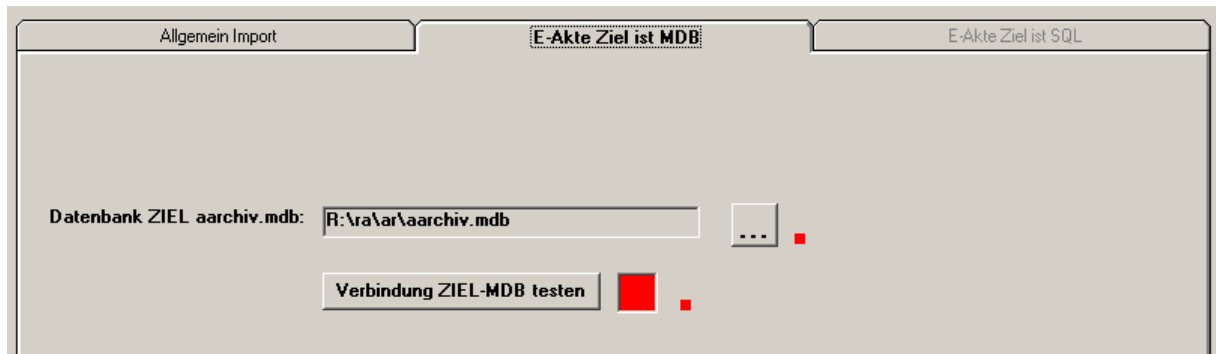 Allgemein Import
E-Akte Ziel ist MDB
E-Akte Ziel ist SQL
Datenbank ZIEL aarchiv.mdb: R:\ra\ar\aarchiv.mdb ...
Verbindung ZIEL-MDB testen